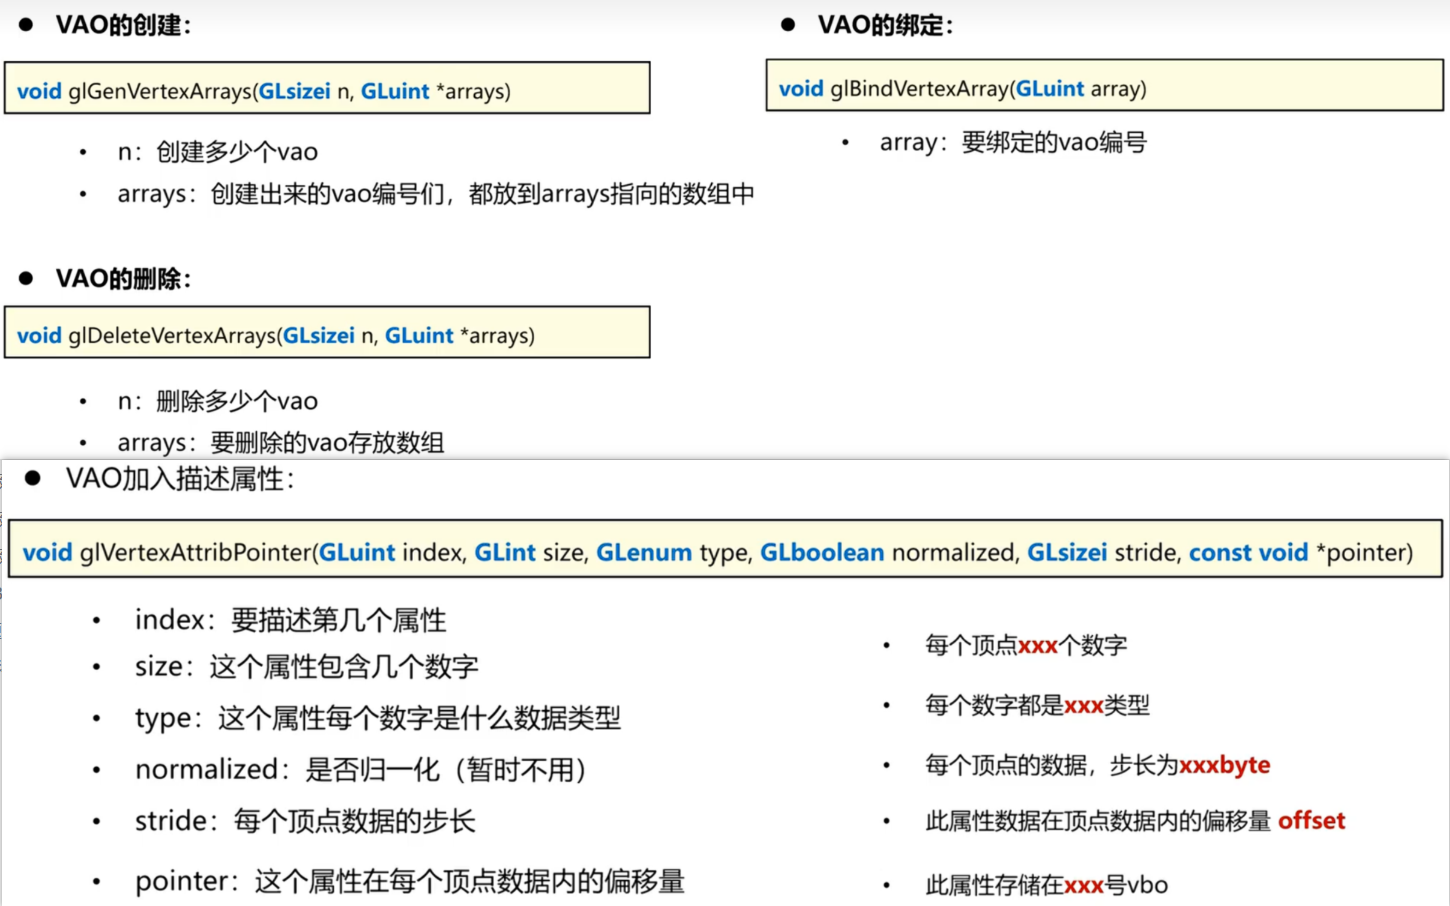 ● VAO的创建：
void glGenVertexArrays(GLsizei n, GLuint *arrays)
• n：创建多少个vao
• arrays：创建出来的vao编号们，都放到arrays指向的数组中
● VAO的绑定：
void glBindVertexArray(GLuint array)
• array：要绑定的vao编号
● VAO的删除：
void glDeleteVertexArrays(GLsizei n, GLuint *arrays)
• n：删除多少个vao
• arrays：要删除的vao存放数组
● VAO加入描述属性：
void glVertexAttribPointer(GLuint index, GLint size, GLenum type, GLboolean normalized, GLsizei stride, const void *pointer)
• index：要描述第几个属性
• size：这个属性包含几个数字
• type：这个属性每个数字是什么数据类型
• normalized：是否归一化（暂时不用）
• stride：每个顶点数据的步长
• pointer：这个属性在每个顶点数据内的偏移量
• 每个顶点xxx个数字
• 每个数字都是xxx类型
• 每个顶点的数据，步长为xxxbyte
• 此属性数据在顶点数据内的偏移量 offset
• 此属性存储在xxx号vbo